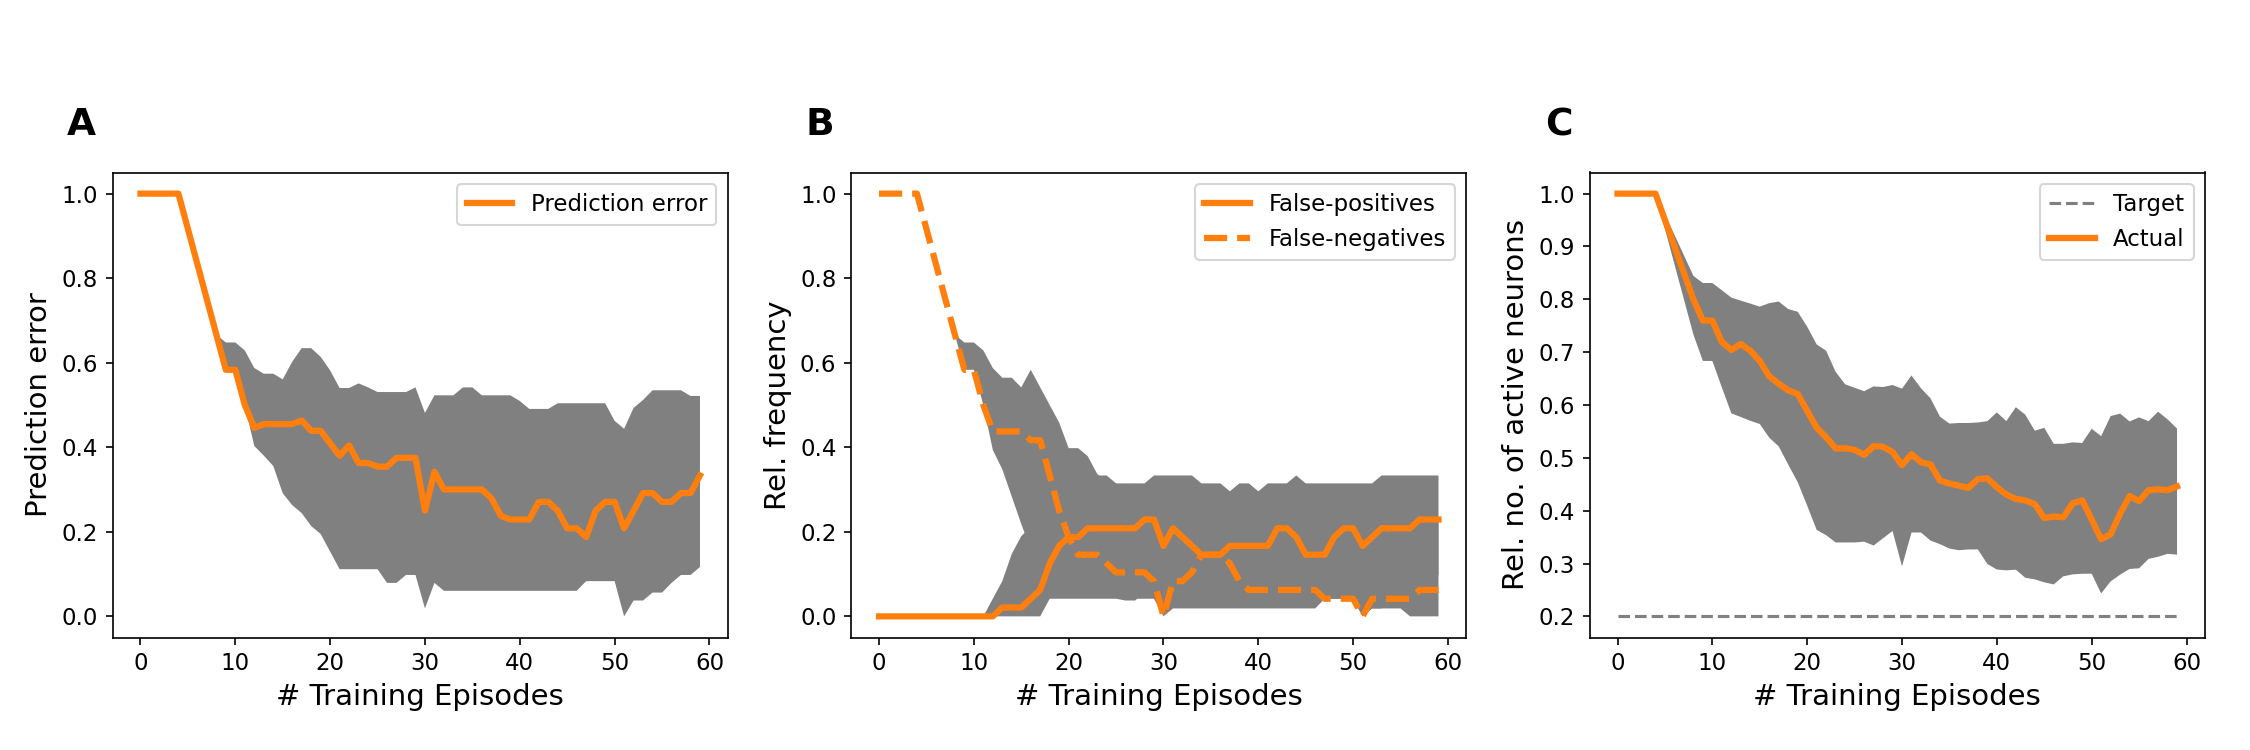 A
B
C
Prediction error
1.0
0.8
0.6
0.4
0.2
0.0
0 10 20 30 40 50 60
# Training Episodes
Prediction error
Rel. frequency
1.0
0.8
0.6
0.4
0.2
0.0
0 10 20 30 40 50 60
# Training Episodes
False-positives
False-negatives
Rel. no. of active neurons
1.0
0.9
0.8
0.7
0.6
0.5
0.4
0.3
0.2
0 10 20 30 40 50 60
# Training Episodes
Target
Actual